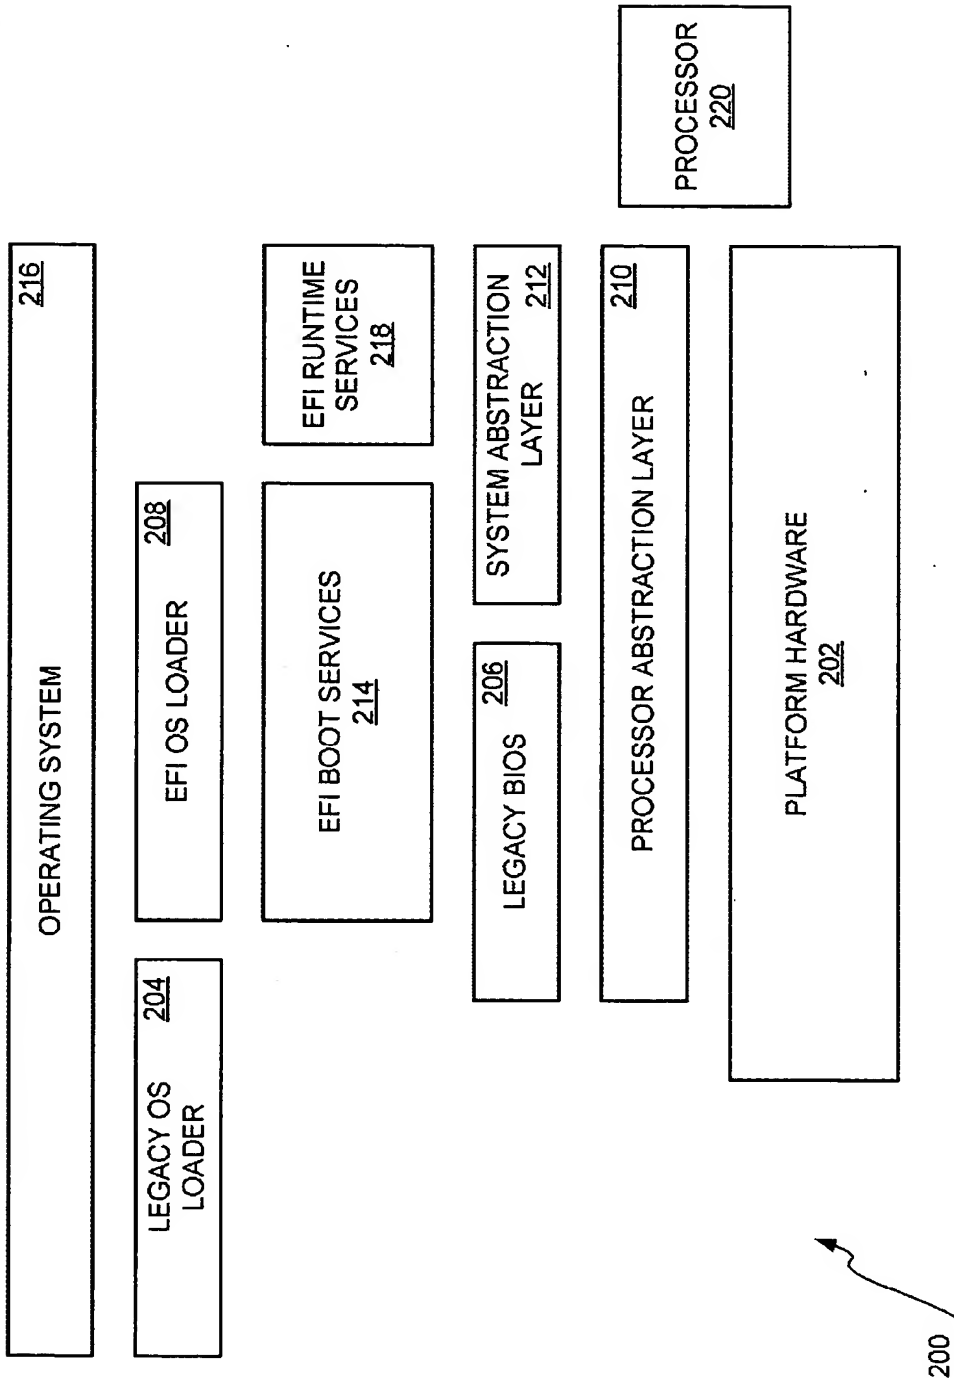 OPERATING SYSTEM
216
LEGACY OS
LOADER
204
EFI OS LOADER
208
EFI BOOT SERVICES
214
EFI RUNTIME
SERVICES
218
LEGACY BIOS
206
SYSTEM ABSTRACTION
LAYER
212
PROCESSOR ABSTRACTION LAYER
210
PLATFORM HARDWARE
202
PROCESSOR
220
200